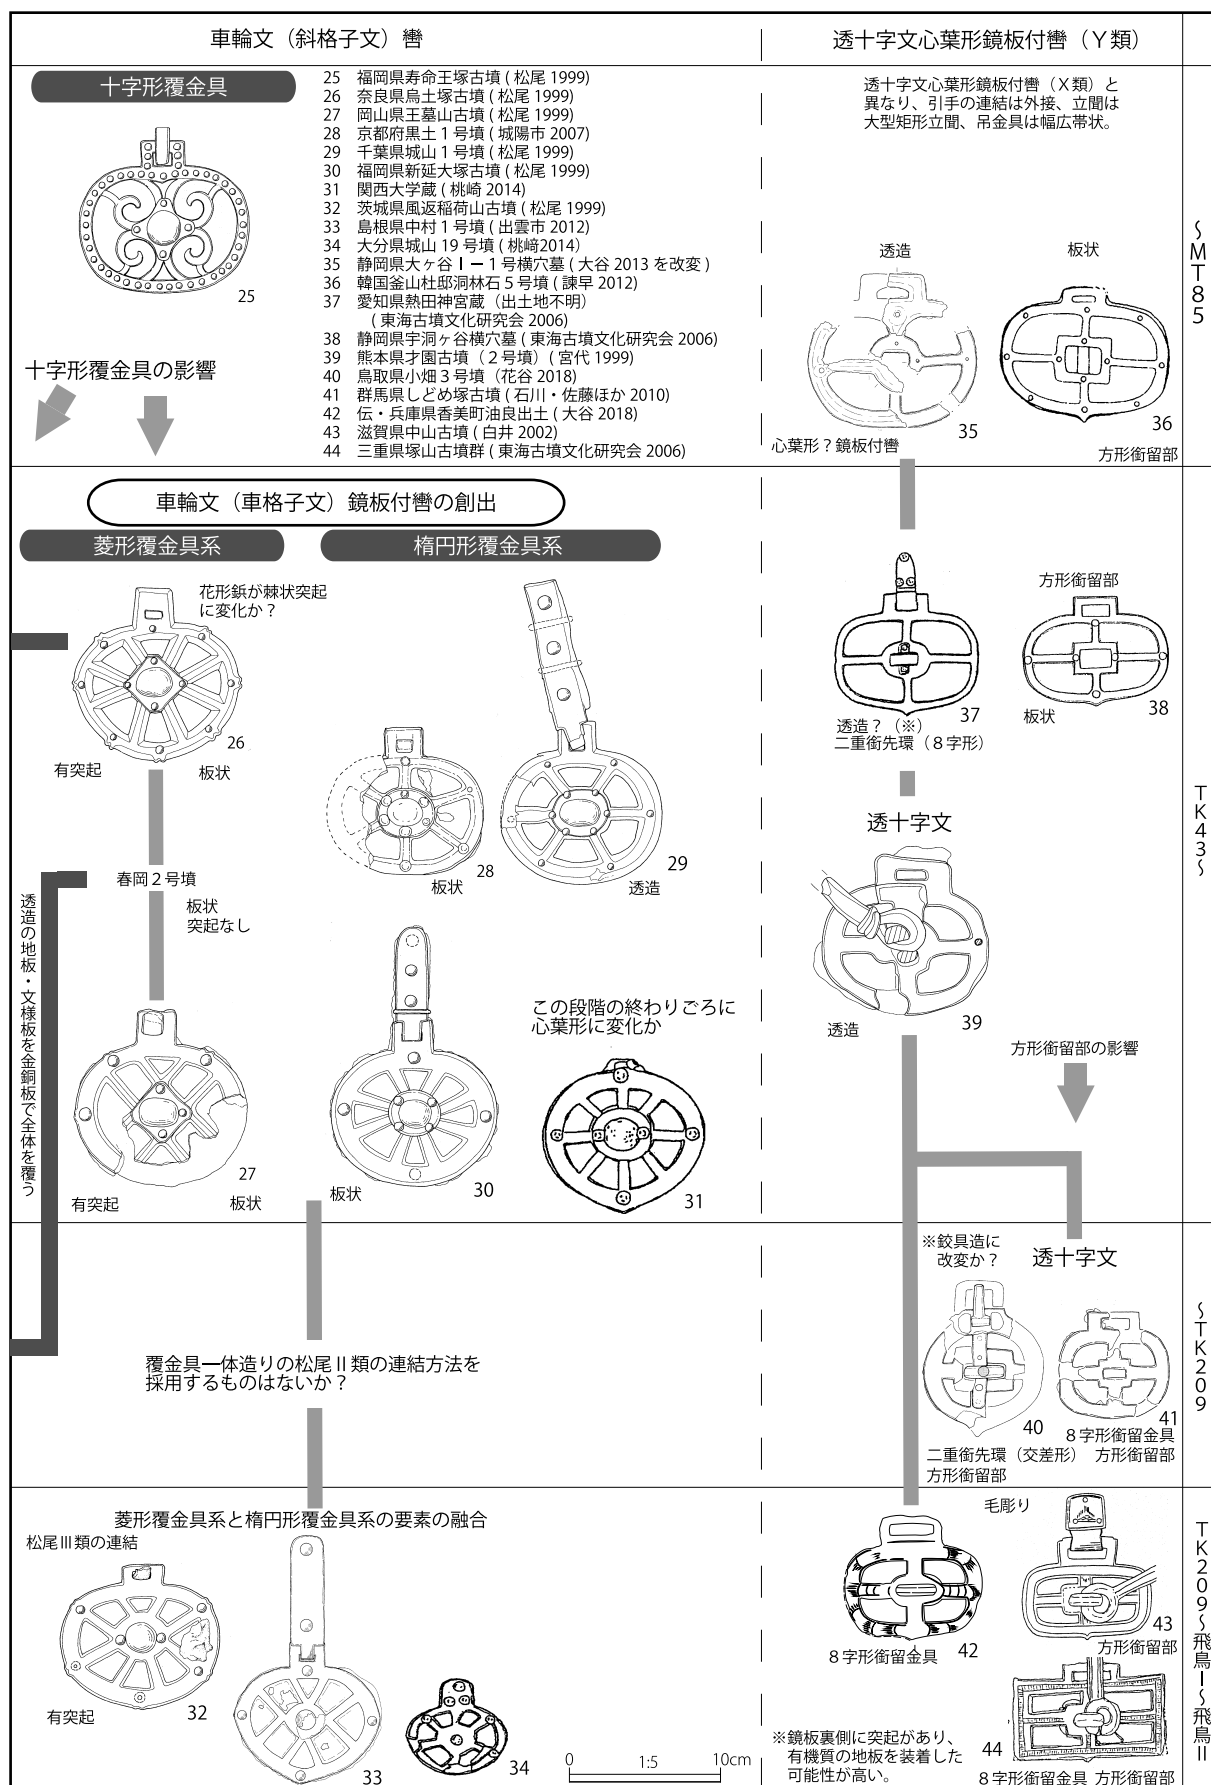 車輪文（斜格子文）轡
透十字文心葉形鏡板付轡（Ｙ類）
十字形覆金具
25 福岡県寿命王塚古墳 ( 松尾 1999)
26 奈良県烏土塚古墳 ( 松尾 1999)
27 岡山県王墓山古墳 ( 松尾 1999)
28 京都府黒土１号墳 ( 城陽市 2007)
29 千葉県城山１号墳 ( 松尾 1999)
30 福岡県新延大塚古墳 ( 松尾 1999)
31 関西大学蔵 ( 桃崎 2014)
32 茨城県風返稲荷山古墳 ( 松尾 1999)
33 島根県中村１号墳 ( 出雲市 2012)
34 大分県城山 19 号墳 ( 桃﨑2014）
35 静岡県大ヶ谷Ⅰ－１号横穴墓 ( 大谷 2013 を改変 )
36 韓国釜山杜邸洞林石５号墳 ( 諫早 2012)
37 愛知県熱田神宮蔵（出土地不明）
( 東海古墳文化研究会 2006)
38 静岡県宇洞ヶ谷横穴墓 ( 東海古墳文化研究会 2006)
39 熊本県才園古墳（２号墳）( 宮代 1999)
40 鳥取県小畑３号墳（花谷 2018)
41 群馬県しどめ塚古墳 ( 石川・佐藤ほか 2010)
42 伝・兵庫県香美町油良出土 ( 大谷 2018)
43 滋賀県中山古墳 ( 白井 2002)
44 三重県塚山古墳群 ( 東海古墳文化研究会 2006)
25
十字形覆金具の影響
透十字文心葉形鏡板付轡（Ｘ類）と
異なり、引手の連結は外接、立聞は
大型矩形立聞、吊金具は幅広帯状。
透造
板状
35
36
心葉形？鏡板付轡
方形銜留部
～ＭＴ８５
車輪文（車格子文）鏡板付轡の創出
菱形覆金具系
楕円形覆金具系
花形鋲が棘状突起
に変化か？
26
有突起
板状
28
板状
29
透造
春岡２号墳
板状
突起なし
透造の地板・文様板を金銅板で全体を覆う
27
有突起
板状
30
板状
この段階の終わりごろに
心葉形に変化か
31
方形銜留部
37
透造？（※）
二重銜先環（８字形）
38
板状
透十字文
39
透造
方形銜留部の影響
ＴＫ４３～
覆金具一体造りの松尾Ⅱ類の連結方法を
採用するものはないか？
※鉸具造に
改変か？
透十字文
40
41
８字形銜留金具
二重銜先環（交差形）
方形銜留部
方形銜留部
～ＴＫ２０９
菱形覆金具系と楕円形覆金具系の要素の融合
松尾Ⅲ類の連結
32
有突起
33
34
0 1:5 10cm
毛彫り
42
８字形銜留金具
43
方形銜留部
※鏡板裏側に突起があり、
有機質の地板を装着した
可能性が高い。
44
８字形銜留金具 方形銜留部
ＴＫ２０９～飛鳥Ⅰ～飛鳥Ⅱ